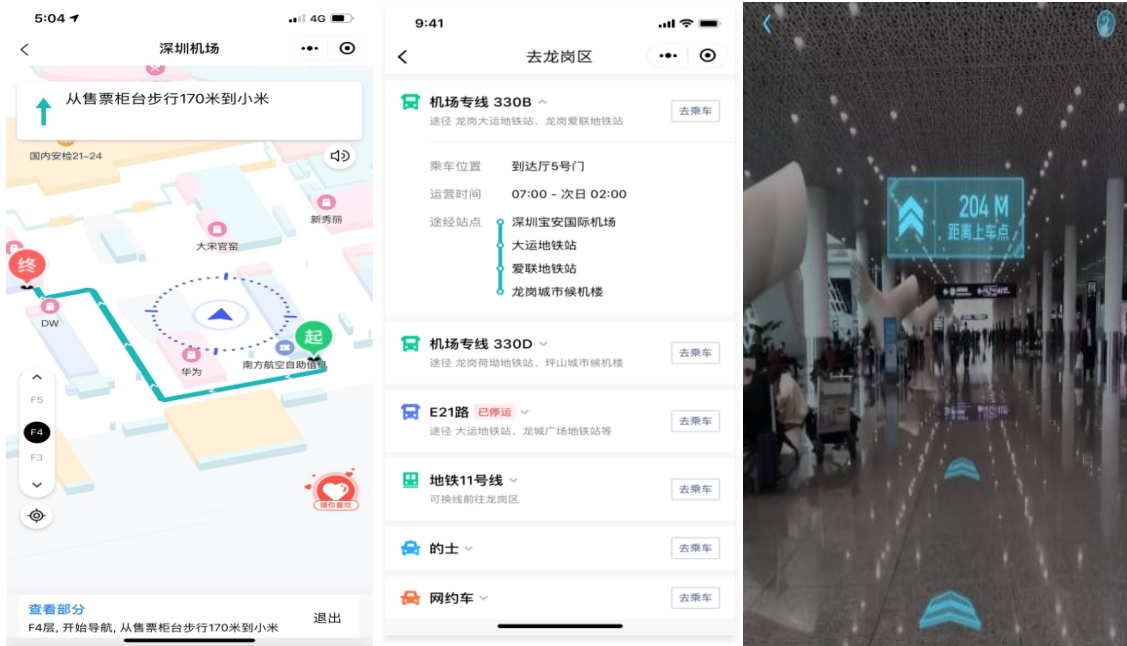 5:04
4G
深圳机场
从售票柜台步行170米到小米
国内安检21-24
新秀丽
大宋官窑
终
DW
起
华为
南方航空自助值机
F5
F4
F3
猜你喜欢
查看部分
F4层, 开始导航, 从售票柜台步行170米到小米
退出
9:41
去龙岗区
机场专线 330B
去乘车
途径 龙岗大运地铁站、龙岗爱联地铁站
乘车位置 到达厅5号门
运营时间 07:00 - 次日 02:00
途经站点 深圳宝安国际机场
大运地铁站
爱联地铁站
龙岗城市候机楼
机场专线 330D
去乘车
途径 龙岗荷坳地铁站、坪山城市候机楼
E21路 已停运
去乘车
途径 大运地铁站、龙城广场地铁站等
地铁11号线
去乘车
可换线前往龙岗区
的士
去乘车
网约车
去乘车
204 M
距离上车点